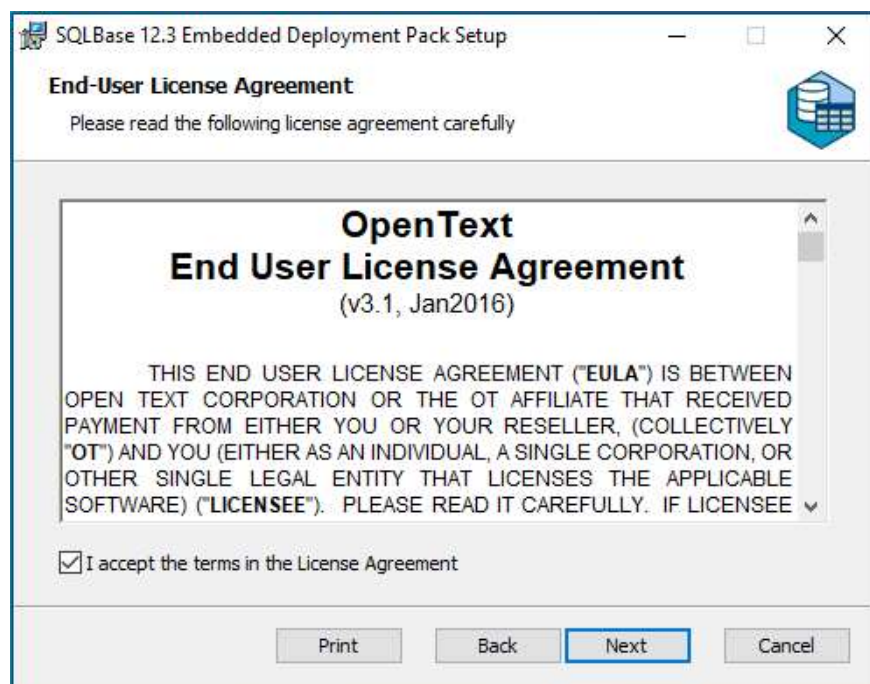 SQLBase 12.3 Embedded Deployment Pack Setup
End-User License Agreement
Please read the following license agreement carefully
OpenText
End User License Agreement
(v3.1, Jan2016)
THIS END USER LICENSE AGREEMENT ("EULA") IS BETWEEN
OPEN TEXT CORPORATION OR THE OT AFFILIATE THAT RECEIVED
PAYMENT FROM EITHER YOU OR YOUR RESELLER, (COLLECTIVELY
"OT") AND YOU (EITHER AS AN INDIVIDUAL, A SINGLE CORPORATION, OR
OTHER SINGLE LEGAL ENTITY THAT LICENSES THE APPLICABLE
SOFTWARE) ("LICENSEE"). PLEASE READ IT CAREFULLY. IF LICENSEE
I accept the terms in the License Agreement
Print Back Next Cancel